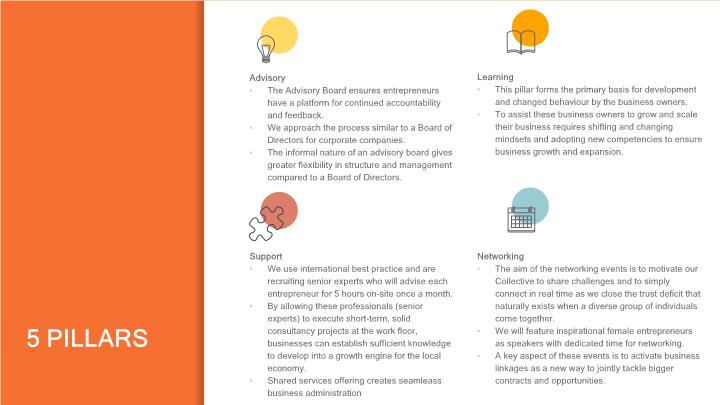 5 PILLARS
Advisory
The Advisory Board ensures entrepreneurs
have a platform for continued accountability
and feedback.
We approach the process similar to a Board of
Directors for corporate companies.
The informal nature of an advisory board gives
greater flexibility in structure and management
compared to a Board of Directors.
Learning
This pillar forms the primary basis for development
and changed behaviour by the business owners.
To assist these business owners to grow and scale
their business requires shifting and changing
mindsets and adopting new competencies to ensure
business growth and expansion.
Support
We use international best practice and are
recruiting senior experts who will advise each
entrepreneur for 5 hours on-site once a month.
By allowing these professionals (senior
experts) to execute short-term, solid
consultancy projects at the work floor,
businesses can establish sufficient knowledge
to develop into a growth engine for the local
economy.
Shared services offering creates seamleass
business administration
Networking
The aim of the networking events is to motivate our
Collective to share challenges and to simply
connect in real time as we close the trust deficit that
naturally exists when a diverse group of individuals
come together.
We will feature inspirational female entrepreneurs
as speakers with dedicated time for networking.
A key aspect of these events is to activate business
linkages as a new way to jointly tackle bigger
contracts and opportunities.